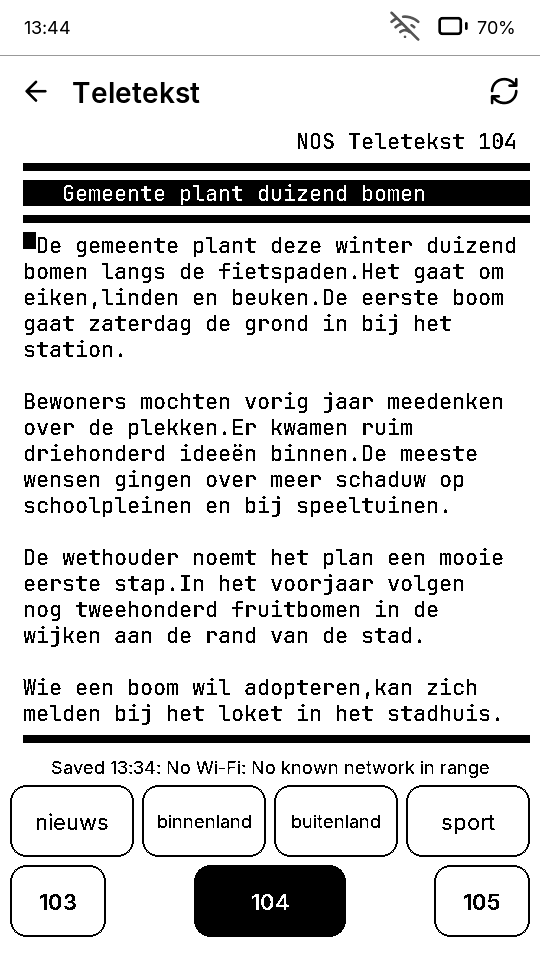 13:44
70%
Teletekst
NOS Teletekst 104
Gemeente plant duizend bomen
De gemeente plant deze winter duizend
bomen langs de fietspaden.Het gaat om
eiken,linden en beuken.De eerste boom
gaat zaterdag de grond in bij het
station.
Bewoners mochten vorig jaar meedenken
over de plekken.Er kwamen ruim
driehonderd ideeën binnen.De meeste
wensen gingen over meer schaduw op
schoolpleinen en bij speeltuinen.
De wethouder noemt het plan een mooie
eerste stap.In het voorjaar volgen
nog tweehonderd fruitbomen in de
wijken aan de rand van de stad.
Wie een boom wil adopteren,kan zich
melden bij het loket in het stadhuis.
Saved 13:34: No Wi-Fi: No known network in range
nieuws binnenland buitenland sport
103 104 105